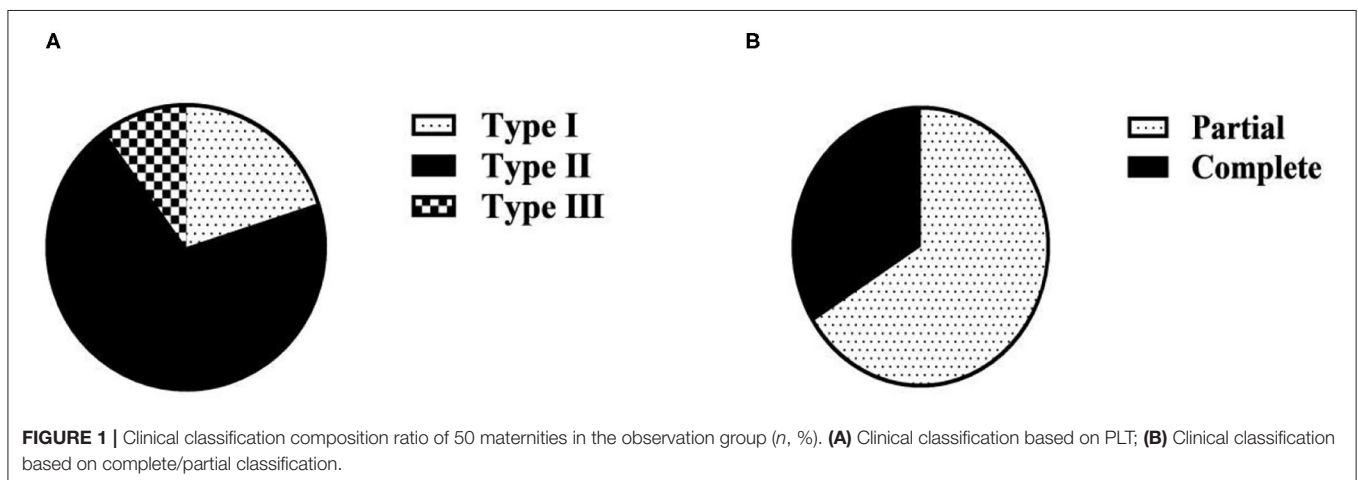 A
Type I
Type II
Type III
B
Partial
Complete
FIGURE 1 | Clinical classification composition ratio of 50 maternities in the observation group (n, %). (A) Clinical classification based on PLT; (B) Clinical classification
based on complete/partial classification.